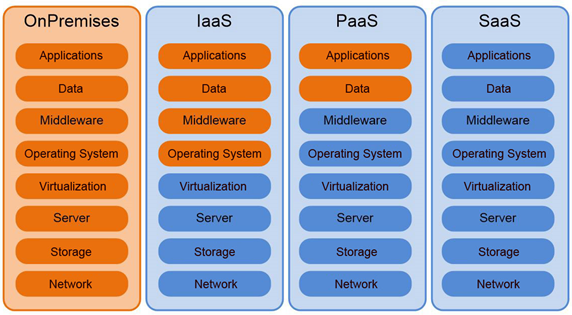 OnPremises
Applications
Data
Middleware
Operating System
Virtualization
Server
Storage
Network
IaaS
Applications
Data
Middleware
Operating System
Virtualization
Server
Storage
Network
PaaS
Applications
Data
Middleware
Operating System
Virtualization
Server
Storage
Network
SaaS
Applications
Data
Middleware
Operating System
Virtualization
Server
Storage
Network